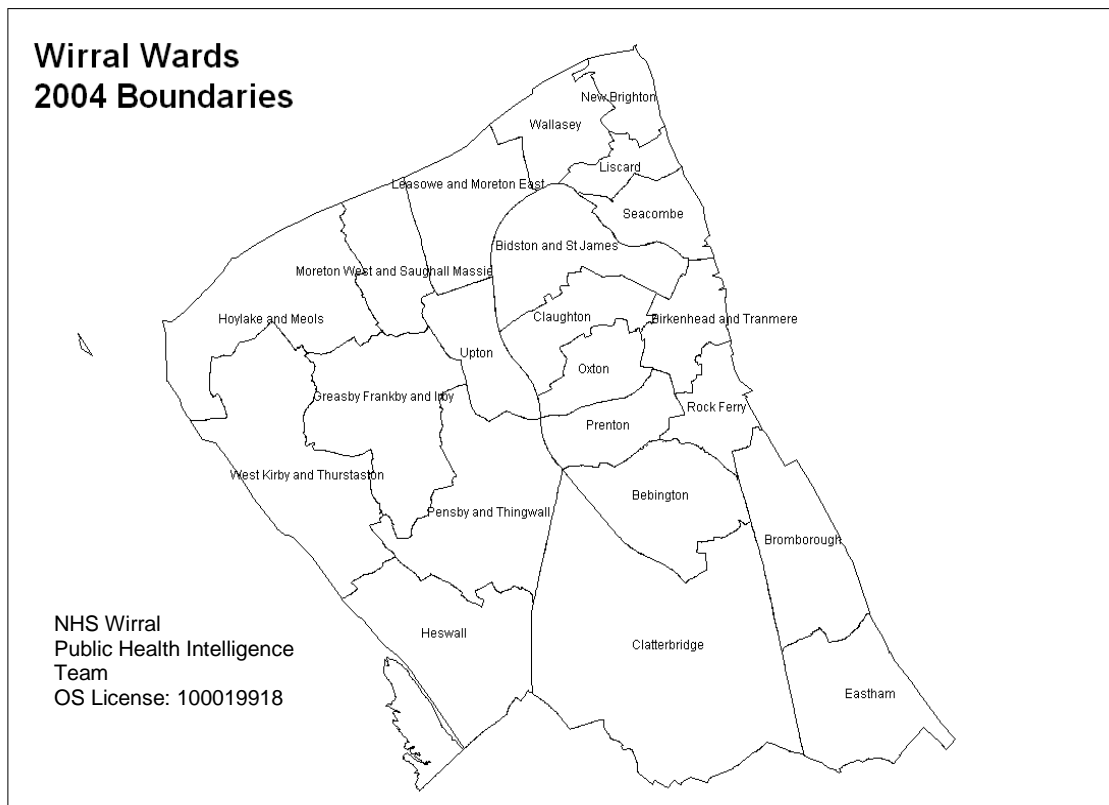 Wirral Wards
2004 Boundaries
New Brighton
Wallasey
Liscard
Leasowe and Moreton East
Seacombe
Bidston and St James
Moreton West and Saughall Massie
Hoylake and Meols
Claughton
Birkenhead and Tranmere
Upton
Oxton
Greasby Frankby and Irby
Rock Ferry
Prenton
West Kirby and Thurstaston
Bebington
Pensby and Thingwall
Bromborough
NHS Wirral
Public Health Intelligence
Team
OS License: 100019918
Heswall
Clatterbridge
Eastham